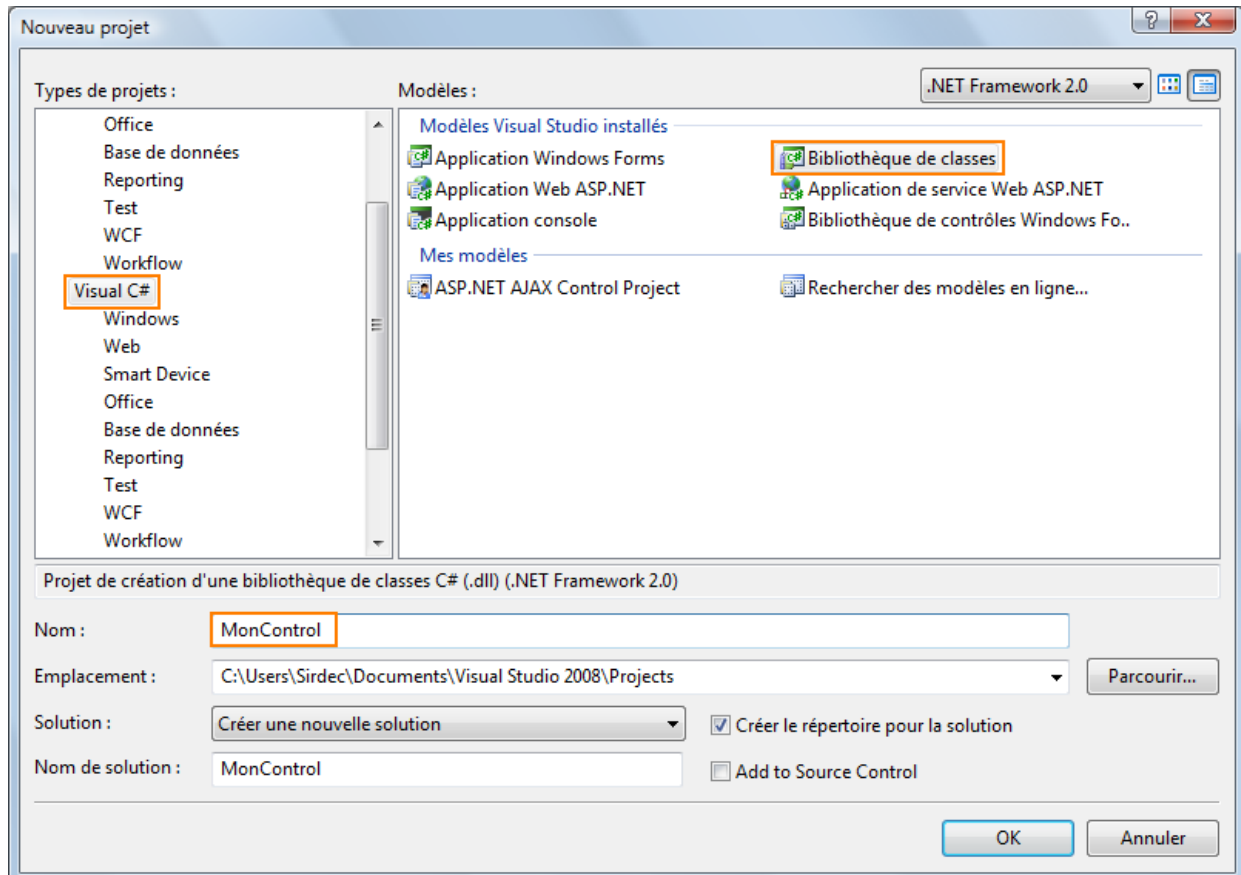 Nouveau projet
Types de projets :
Modèles :
.NET Framework 2.0
Office
Base de données
Reporting
Test
WCF
Workflow
Visual C#
Windows
Web
Smart Device
Office
Base de données
Reporting
Test
WCF
Workflow
Modèles Visual Studio installés
Application Windows Forms
Bibliothèque de classes
Application Web ASP.NET
Application de service Web ASP.NET
Application console
Bibliothèque de contrôles Windows Fo..
Mes modèles
ASP.NET AJAX Control Project
Rechercher des modèles en ligne...
Projet de création d'une bibliothèque de classes C# (.dll) (.NET Framework 2.0)
Nom :
MonControl
Emplacement :
C:\Users\Sirdec\Documents\Visual Studio 2008\Projects
Parcourir...
Solution :
Créer une nouvelle solution
Créer le répertoire pour la solution
Nom de solution :
MonControl
Add to Source Control
OK
Annuler